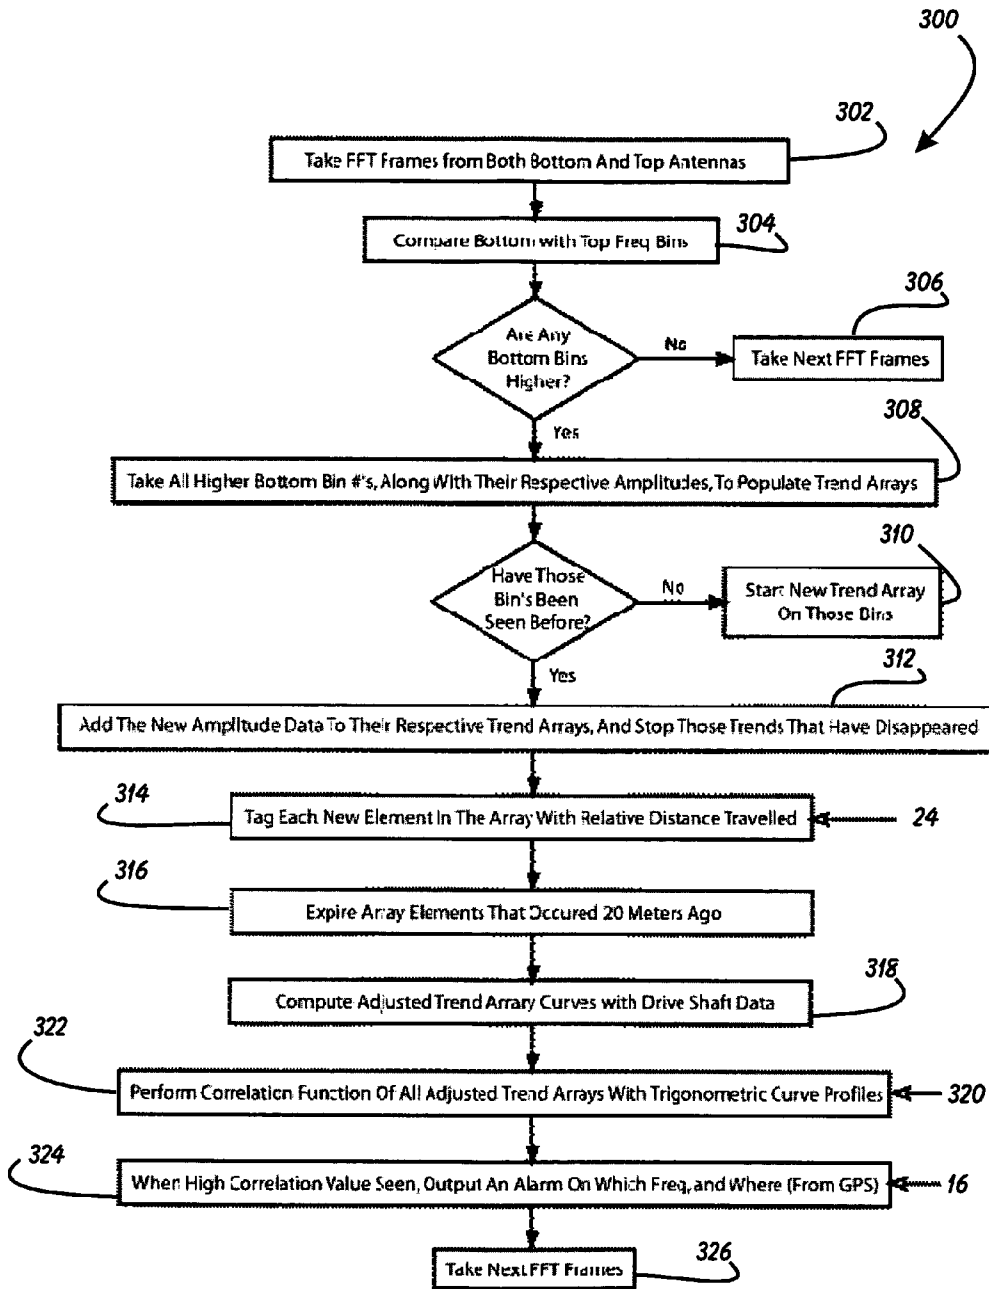 300
302
Take FFT Frames from Both Bottom And Top Antennas
304
Compare Bottom with Top Freq Bins
306
Are Any
Bottom Bins
Higher?
No
Take Next FFT Frames
308
Yes
Take All Higher Bottom Bin #'s, Along With Their Respective Amplitudes, To Populate Trend Arrays
310
Have Those
Bin's Been
Seen Before?
No
Start New Trend Array
On Those Bins
312
Yes
Add The New Amplitude Data To Their Respective Trend Arrays, And Stop Those Trends That Have Disappeared
314
Tag Each New Element In The Array With Relative Distance Travelled
24
316
Expire Array Elements That Occured 20 Meters Ago
318
Compute Adjusted Trend Arrary Curves with Drive Shaft Data
322
Perform Correlation Function Of All Adjusted Trend Arrays With Trigonometric Curve Profiles
320
324
When High Correlation Value Seen, Output An Alarm On Which Freq, and Where (From GPS)
16
326
Take Next FFT Frames